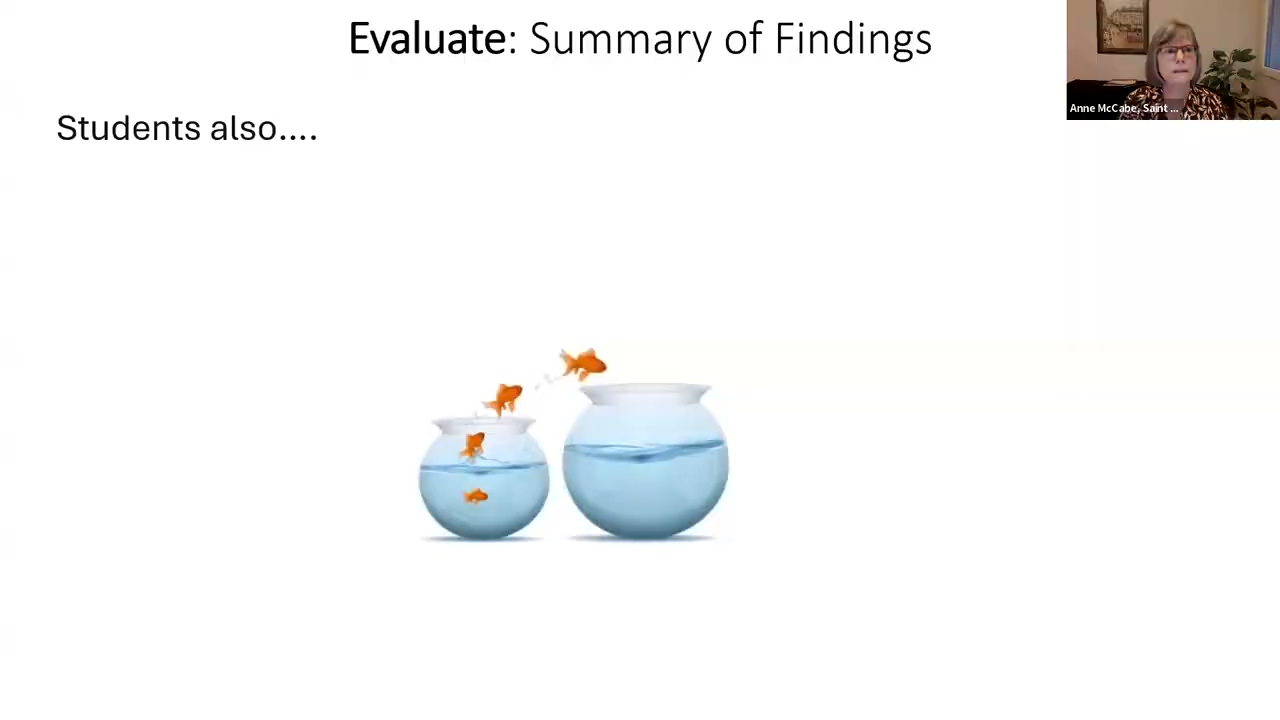 Evaluate: Summary of Findings
Students also....
Anne McCabe, Saint ...